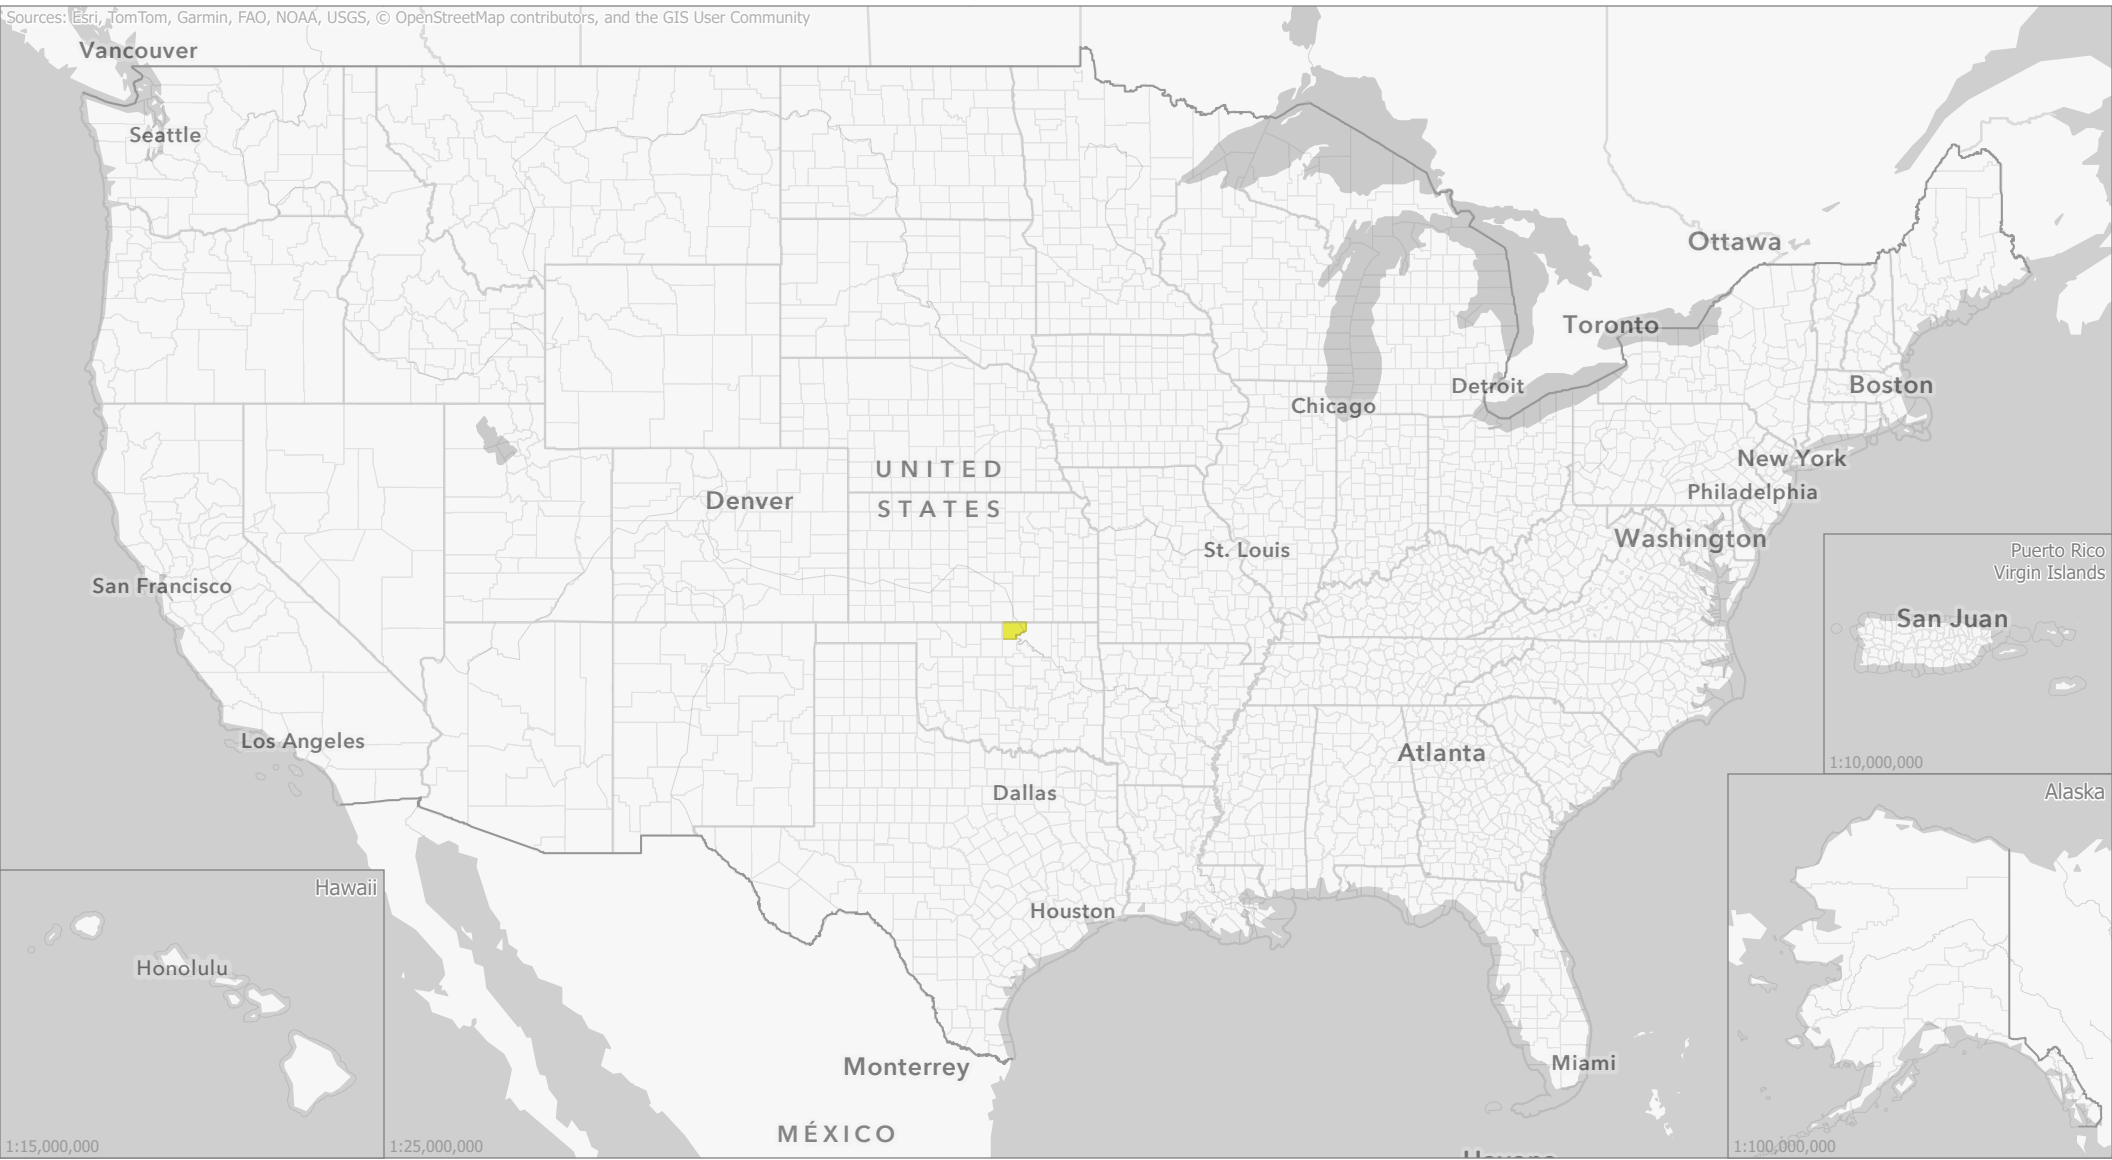 Sources: Esri, TomTom, Garmin, FAO, NOAA, USGS, © OpenStreetMap contributors, and the GIS User Community
Vancouver
Seattle
Ottawa
Toronto
Detroit
Boston
Chicago
New York
UNITED
STATES
Denver
Philadelphia
Washington
St. Louis
San Francisco
Puerto Rico
Virgin Islands
San Juan
1:10,000,000
Los Angeles
Atlanta
Dallas
Alaska
Hawaii
Houston
Honolulu
Monterrey
Miami
MÉXICO
1:15,000,000
1:25,000,000
1:100,000,000